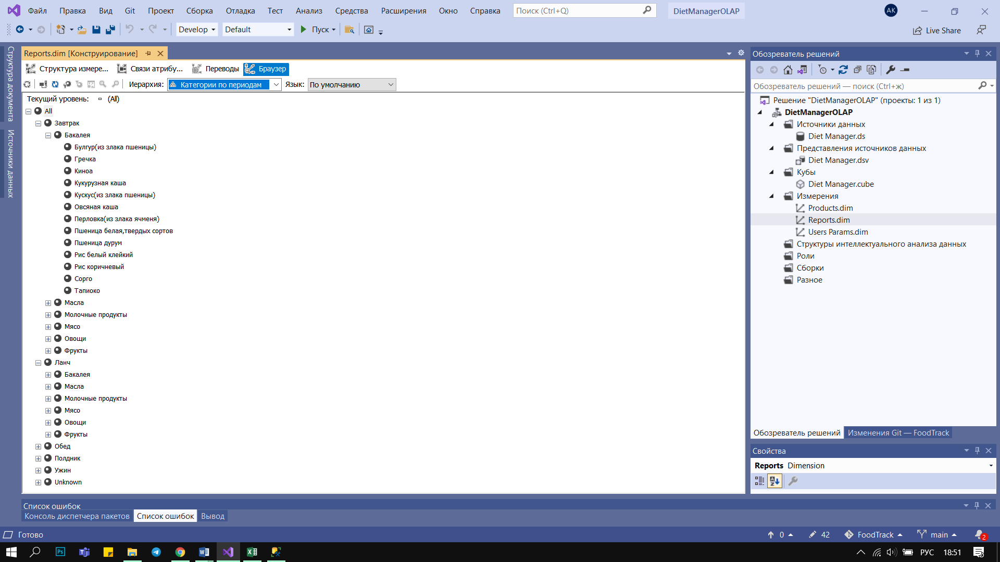 Файл Правка Вид Git Проект Сборка Отладка Тест Анализ Средства Расширения Окно Справка Поиск (Ctrl+Q) DietManagerOLAP AK
Develop Default Пуск Live Share
Структура документа
Источники данных
Reports.dim [Конструирование]
Структура измере... Связи атрибу... Переводы Браузер
Иерархия: Категории по периодам Язык: По умолчанию
Текущий уровень: (All)
All
Завтрак
Бакалея
Булгур(из злака пшеницы)
Гречка
Киноа
Кукурузная каша
Кускус(из злака пшеницы)
Овсяная каша
Перловка(из злака ячменя)
Пшеница белая,твердых сортов
Пшеница дурум
Рис белый клейкий
Рис коричневый
Сорго
Тапиоко
Масла
Молочные продукты
Мясо
Овощи
Фрукты
Ланч
Бакалея
Масла
Молочные продукты
Мясо
Овощи
Фрукты
Обед
Полдник
Ужин
Unknown
Обозреватель решений
Обозреватель решений — поиск (Ctrl+ж)
Решение "DietManagerOLAP" (проекты: 1 из 1)
DietManagerOLAP
Источники данных
Diet Manager.ds
Представления источников данных
Diet Manager.dsv
Кубы
Diet Manager.cube
Измерения
Products.dim
Reports.dim
Users Params.dim
Структуры интеллектуального анализа данных
Роли
Сборки
Разное
Обозреватель решений Изменения Git — FoodTrack
Свойства
Reports Dimension
Список ошибок
Консоль диспетчера пакетов Список ошибок Вывод
Готово 0 42 FoodTrack main 2
Ps РУС 18:51